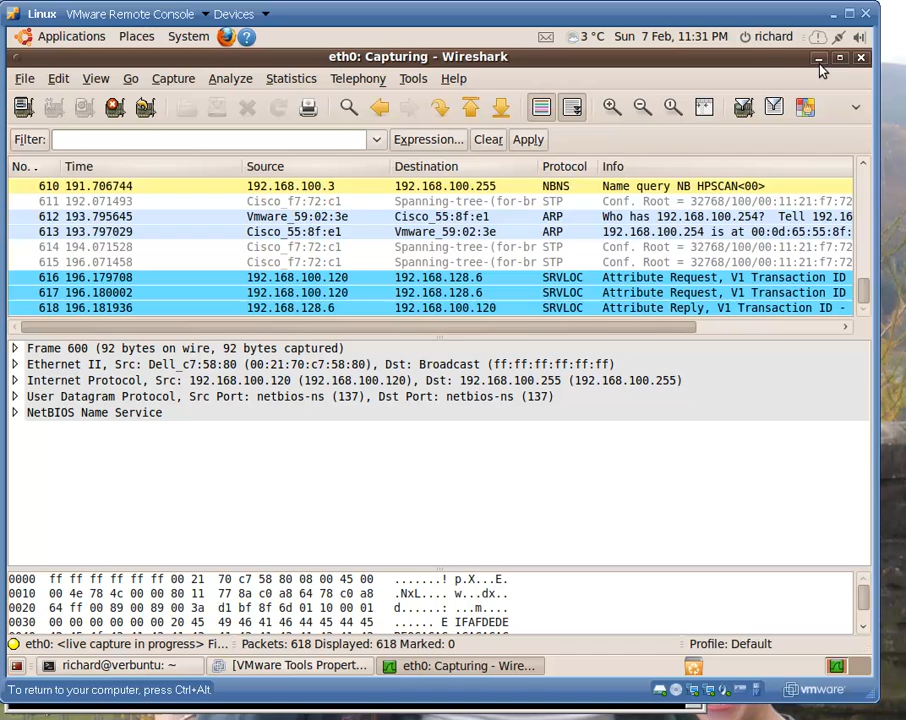 Linux VMware Remote Console Devices
Applications Places System ? 3 °C Sun 7 Feb, 11:31 PM richard
eth0: Capturing - Wireshark
File Edit View Go Capture Analyze Statistics Telephony Tools Help
Filter: Expression... Clear Apply
No. . Time Source Destination Protocol Info
610 191.706744 192.168.100.3 192.168.100.255 NBNS Name query NB HPSCAN<00>
611 192.071493 Cisco_f7:72:c1 Spanning-tree-(for-br STP Conf. Root = 32768/100/00:11:21:f7:72
612 193.795645 Vmware_59:02:3e Cisco_55:8f:e1 ARP Who has 192.168.100.254? Tell 192.16
613 193.797029 Cisco_55:8f:e1 Vmware_59:02:3e ARP 192.168.100.254 is at 00:0d:65:55:8f:
614 194.071528 Cisco_f7:72:c1 Spanning-tree-(for-br STP Conf. Root = 32768/100/00:11:21:f7:72
615 196.071458 Cisco_f7:72:c1 Spanning-tree-(for-br STP Conf. Root = 32768/100/00:11:21:f7:72
616 196.179708 192.168.100.120 192.168.128.6 SRVLOC Attribute Request, V1 Transaction ID
617 196.180002 192.168.100.120 192.168.128.6 SRVLOC Attribute Request, V1 Transaction ID
618 196.181936 192.168.128.6 192.168.100.120 SRVLOC Attribute Reply, V1 Transaction ID -
Frame 600 (92 bytes on wire, 92 bytes captured)
Ethernet II, Src: Dell_c7:58:80 (00:21:70:c7:58:80), Dst: Broadcast (ff:ff:ff:ff:ff:ff)
Internet Protocol, Src: 192.168.100.120 (192.168.100.120), Dst: 192.168.100.255 (192.168.100.255)
User Datagram Protocol, Src Port: netbios-ns (137), Dst Port: netbios-ns (137)
NetBIOS Name Service
0000 ff ff ff ff ff ff 00 21 70 c7 58 80 08 00 45 00 .......! p.X...E.
0010 00 4e 78 4c 00 00 80 11 77 8a c0 a8 64 78 c0 a8 .NxL.... w...dx..
0020 64 ff 00 89 00 89 00 3a d1 bf 8f 6d 01 10 00 01 d......: ...m....
0030 00 00 00 00 00 00 20 45 49 46 41 46 44 45 44 45 ...... E IFAFDEDE
eth0: <live capture in progress> Fi... Packets: 618 Displayed: 618 Marked: 0 Profile: Default
richard@verbuntu: ~ [VMware Tools Propert... eth0: Capturing - Wire...
To return to your computer, press Ctrl+Alt. vmware